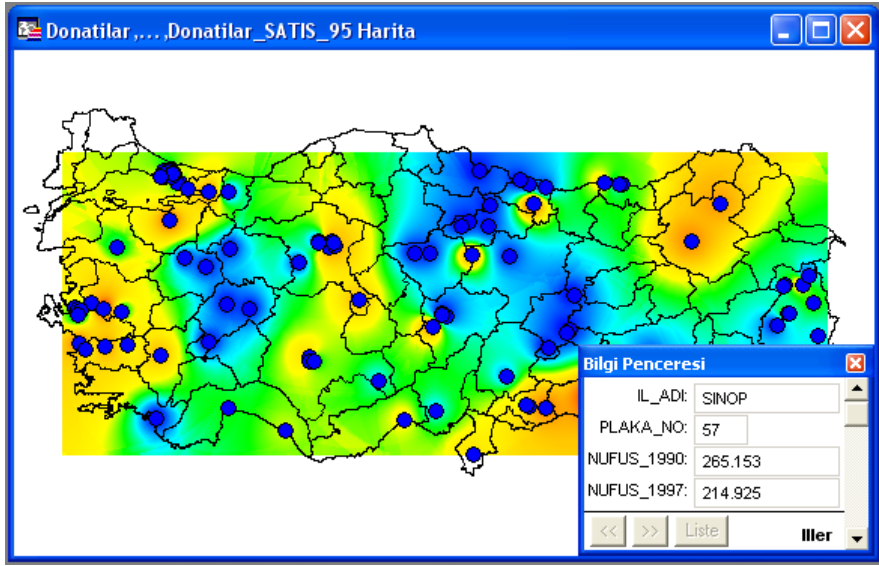 Donatilar,...,Donatilar_SATIS_95 Harita
Bilgi Penceresi
IL_ADI: SINOP
PLAKA_NO: 57
NUFUS_1990: 265.153
NUFUS_1997: 214.925
<< >> Liste Iller